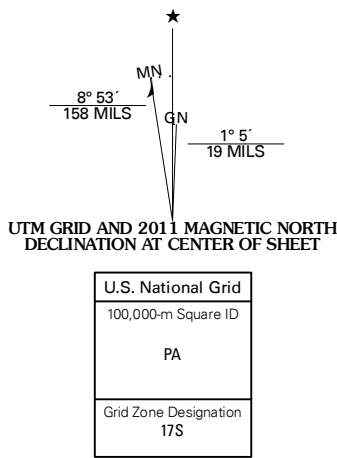 ★
MN
8° 53´
158 MILS
GN
1° 5´
19 MILS
UTM GRID AND 2011 MAGNETIC NORTH
DECLINATION AT CENTER OF SHEET
U.S. National Grid
100,000-m Square ID
PA
Grid Zone Designation
17S